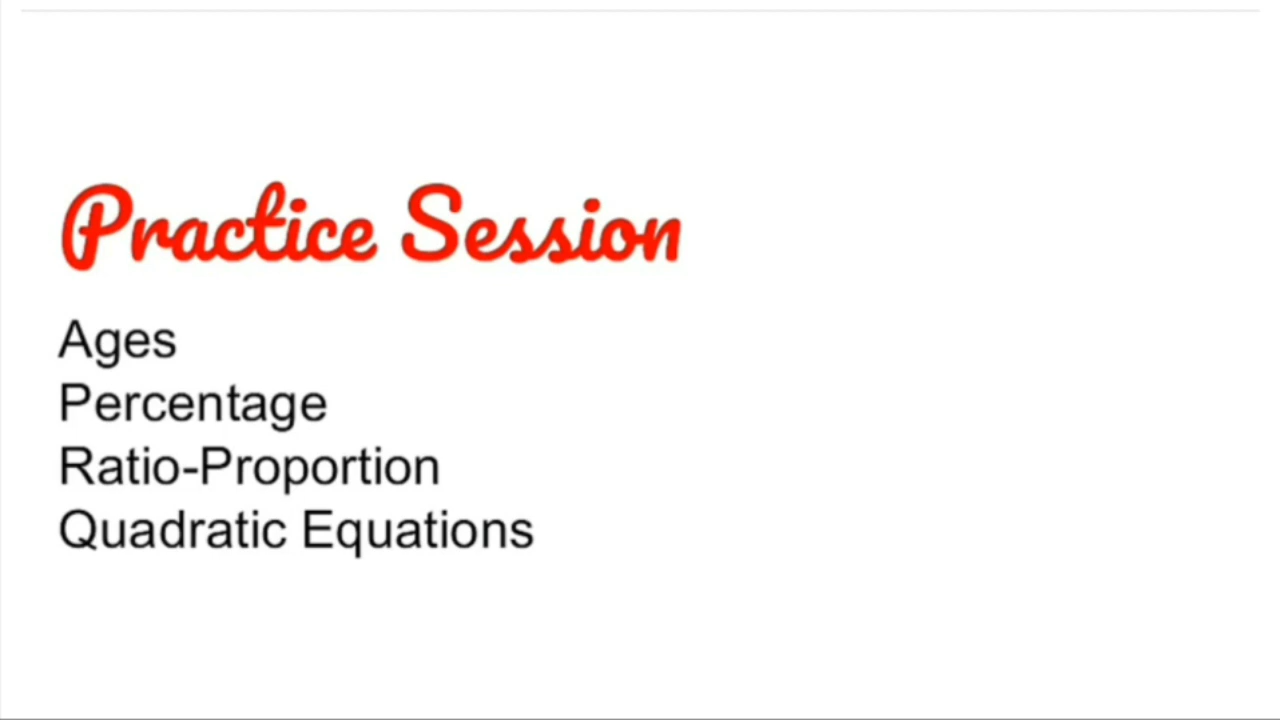 Practice Session
Ages
Percentage
Ratio-Proportion
Quadratic Equations